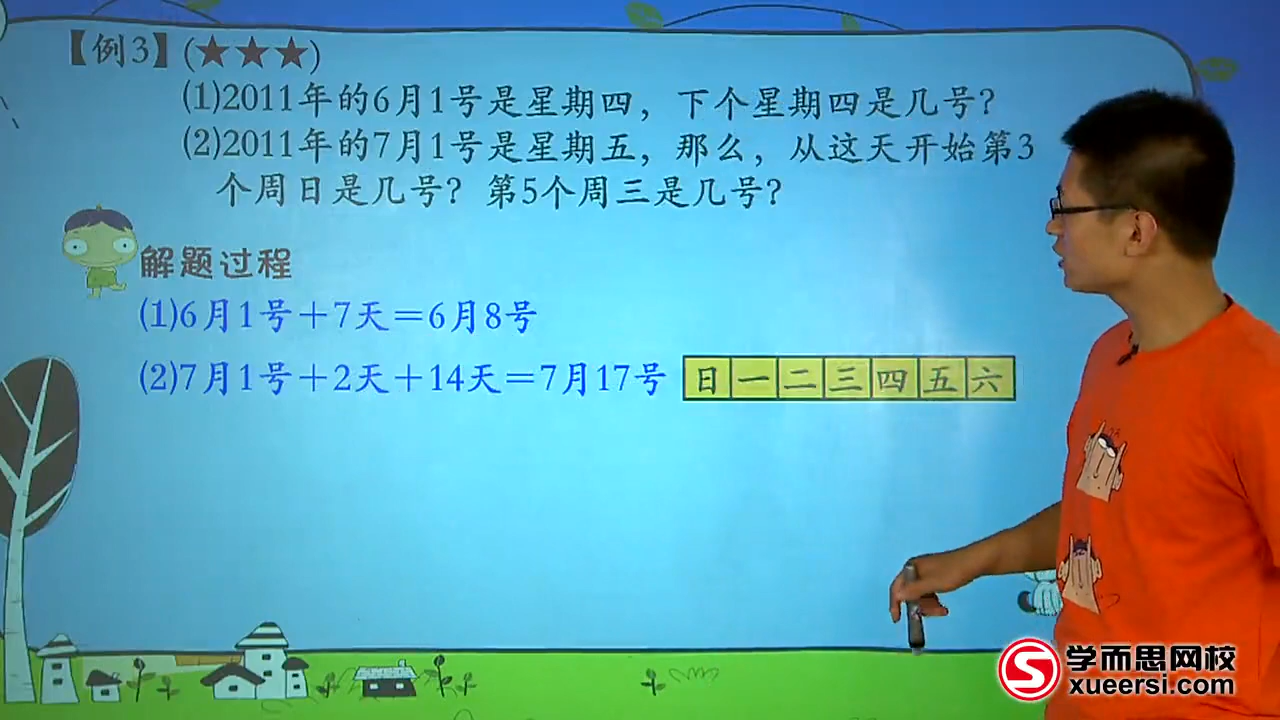 【例3】(★★★)
(1)2011年的6月1号是星期四，下个星期四是几号？
(2)2011年的7月1号是星期五，那么，从这天开始第3
个周日是几号？第5个周三是几号？
解题过程
(1)6月1号＋7天＝6月8号
(2)7月1号＋2天＋14天＝7月17号
日 一 二 三 四 五 六
学而思网校
xueersi.com